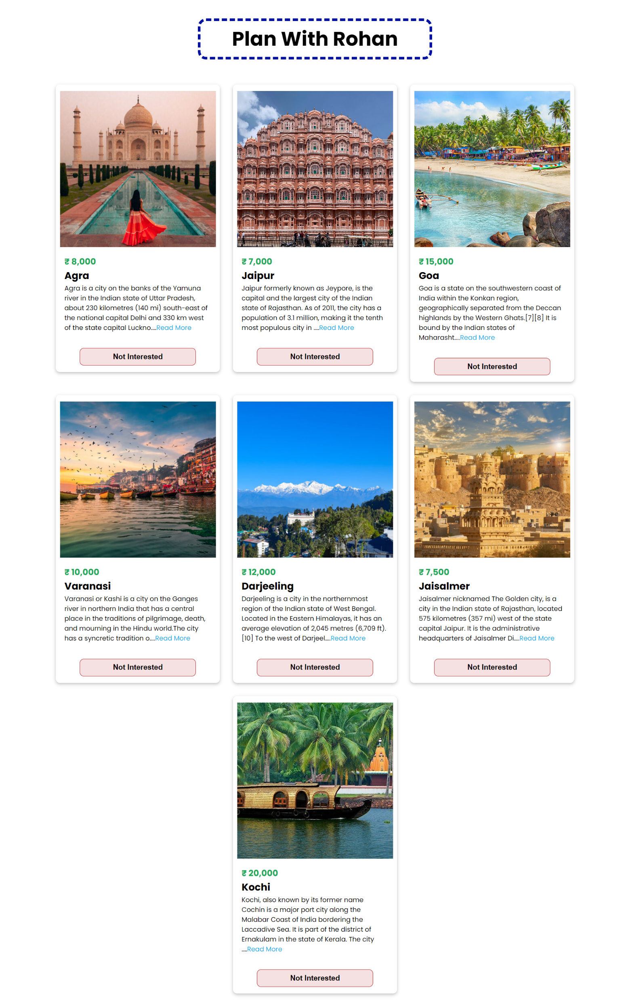 Plan With Rohan
₹ 8,000
Agra
Agra is a city on the banks of the Yamuna
river in the Indian state of Uttar Pradesh,
about 230 kilometres (140 mi) south-east of
the national capital Delhi and 330 km west
of the state capital Luckno....Read More
Not Interested
₹ 7,000
Jaipur
Jaipur formerly known as Jeypore, is the
capital and the largest city of the Indian
state of Rajasthan. As of 2011, the city has a
population of 3.1 million, making it the tenth
most populous city in ....Read More
Not Interested
₹ 15,000
Goa
Goa is a state on the southwestern coast of
India within the Konkan region,
geographically separated from the Deccan
highlands by the Western Ghats.[7][8] It is
bound by the Indian states of
Maharasht....Read More
Not Interested
₹ 10,000
Varanasi
Varanasi or Kashi is a city on the Ganges
river in northern India that has a central
place in the traditions of pilgrimage, death,
and mourning in the Hindu world.The city
has a syncretic tradition o....Read More
Not Interested
₹ 12,000
Darjeeling
Darjeeling is a city in the northernmost
region of the Indian state of West Bengal.
Located in the Eastern Himalayas, it has an
average elevation of 2,045 metres (6,709 ft).
[10] To the west of Darjeel....Read More
Not Interested
₹ 7,500
Jaisalmer
Jaisalmer nicknamed The Golden city, is a
city in the Indian state of Rajasthan, located
575 kilometres (357 mi) west of the state
capital Jaipur. It is the administrative
headquarters of Jaisalmer Di....Read More
Not Interested
₹ 20,000
Kochi
Kochi, also known by its former name
Cochin is a major port city along the
Malabar Coast of India bordering the
Laccadive Sea. It is part of the district of
Ernakulam in the state of Kerala. The city
....Read More
Not Interested